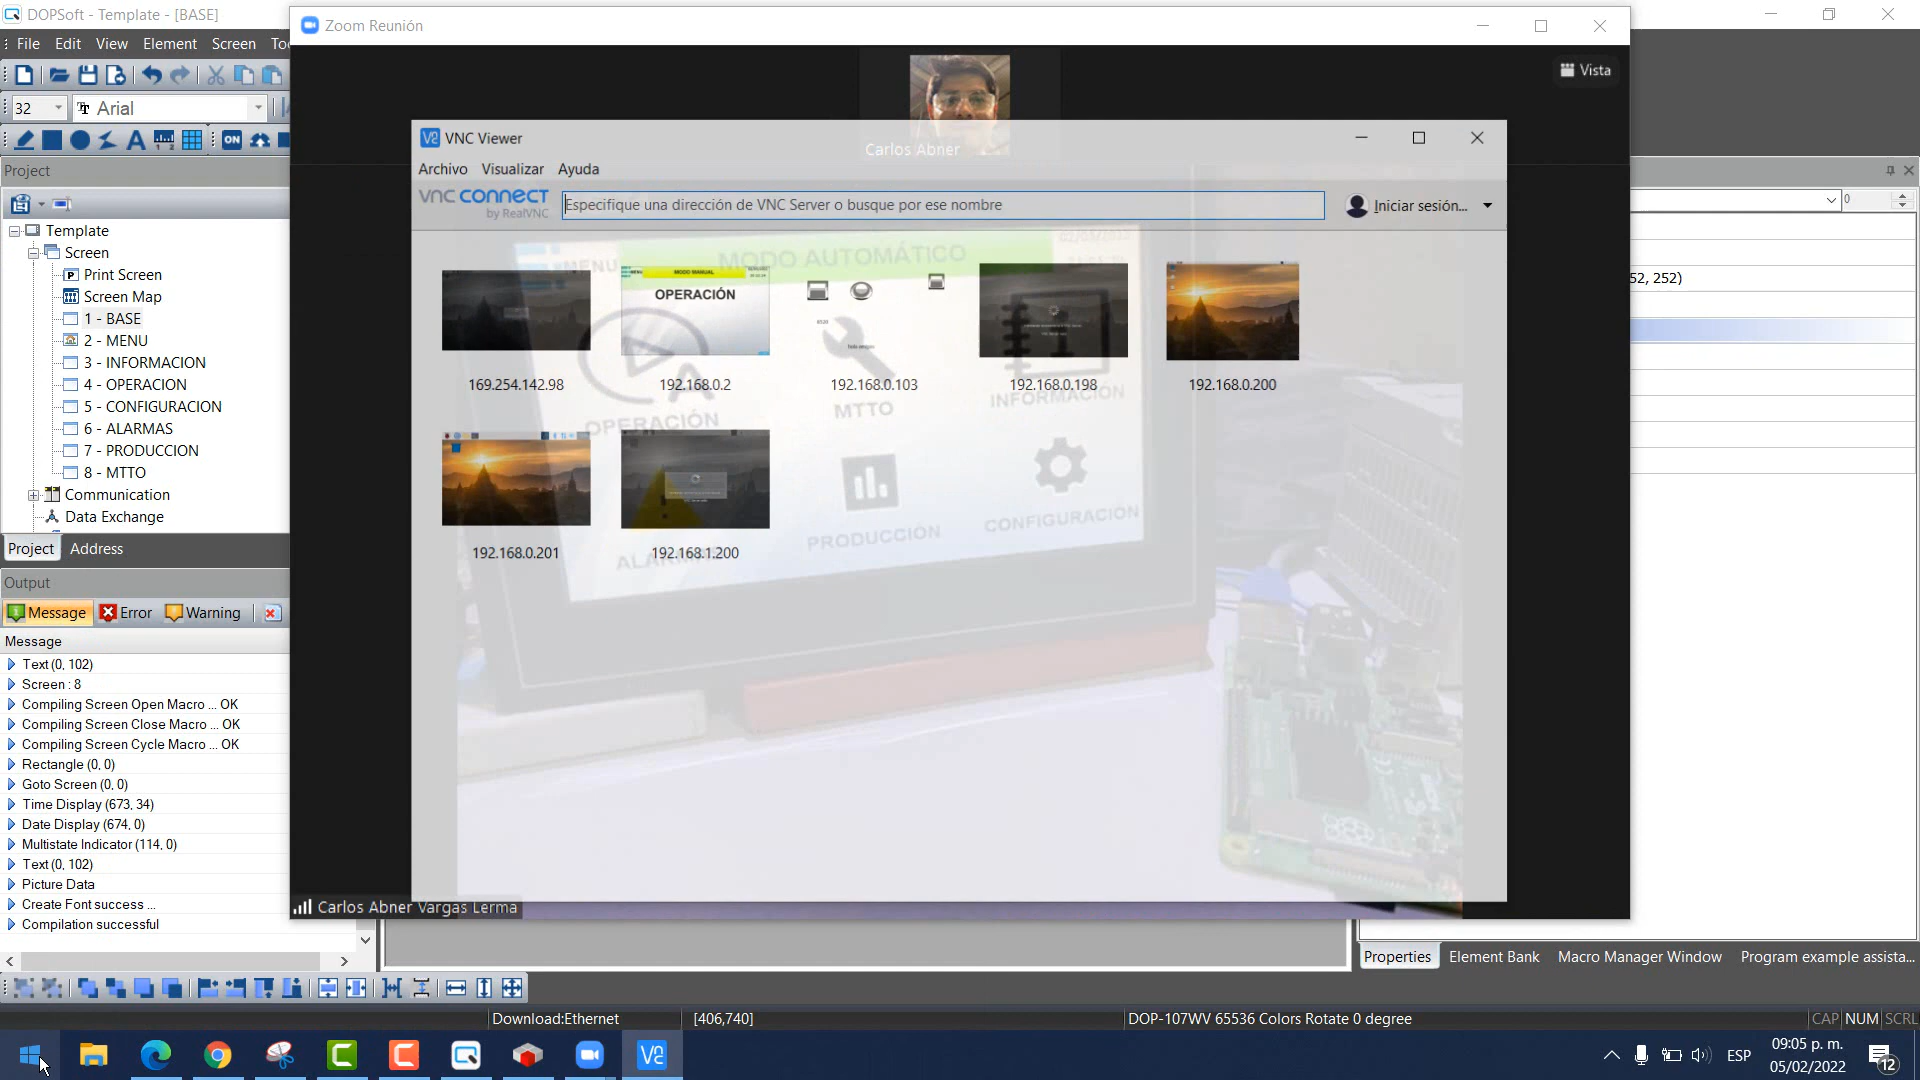 DOPSoft - Template - [BASE]
File Edit View Element Screen Too
32 Arial
ON
Project
Template
Screen
Print Screen
Screen Map
1 - BASE
2 - MENU
3 - INFORMACION
4 - OPERACION
5 - CONFIGURACION
6 - ALARMAS
7 - PRODUCCION
8 - MTTO
Communication
Data Exchange
Project Address
Output
Message Error Warning
Message
Text (0, 102)
Screen : 8
Compiling Screen Open Macro ... OK
Compiling Screen Close Macro ... OK
Compiling Screen Cycle Macro ... OK
Rectangle (0, 0)
Goto Screen (0, 0)
Time Display (673, 34)
Date Display (674, 0)
Multistate Indicator (114, 0)
Text (0, 102)
Picture Data
Create Font success ...
Compilation successful
Zoom Reunión
Vista
Carlos Abner
VNC Viewer
Archivo Visualizar Ayuda
VNC CONNECT
by RealVNC
Especifique una dirección de VNC Server o busque por ese nombre
Iniciar sesión...
MENU MODO AUTOMÁTICO
MODO MANUAL
OPERACIÓN
169.254.142.98
192.168.0.2
192.168.0.103
192.168.0.198
192.168.0.200
OPERACIÓN
MTTO
INFORMACIÓN
192.168.0.201
192.168.1.200
PRODUCCIÓN
CONFIGURACION
Carlos Abner Vargas Lerma
0
52, 252)
Properties Element Bank Macro Manager Window Program example assista...
Download:Ethernet
[406,740]
DOP-107WV 65536 Colors Rotate 0 degree
CAP NUM SCRL
ESP
09:05 p. m.
05/02/2022
12